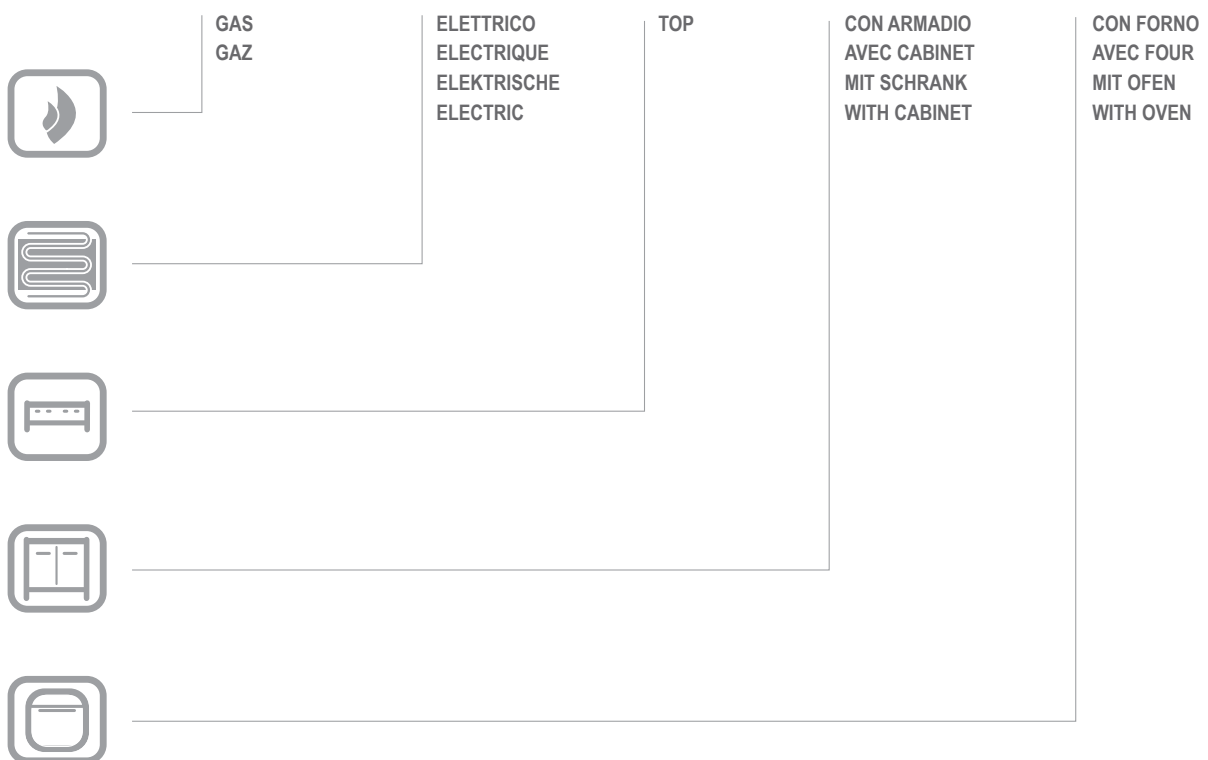 GAS
GAZ
ELETTRICO
ELECTRIQUE
ELEKTRISCHE
ELECTRIC
TOP
CON ARMADIO
AVEC CABINET
MIT SCHRANK
WITH CABINET
CON FORNO
AVEC FOUR
MIT OFEN
WITH OVEN